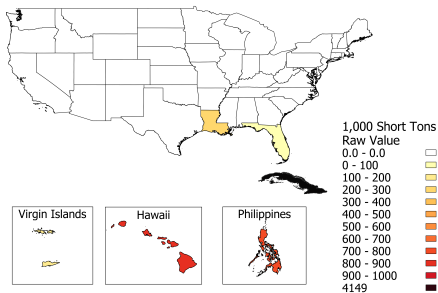 1,000 Short Tons
Raw Value
0.0 - 0.0
0 - 100
100 - 200
200 - 300
300 - 400
400 - 500
500 - 600
600 - 700
700 - 800
800 - 900
900 - 1000
4149
Virgin Islands
Hawaii
Philippines